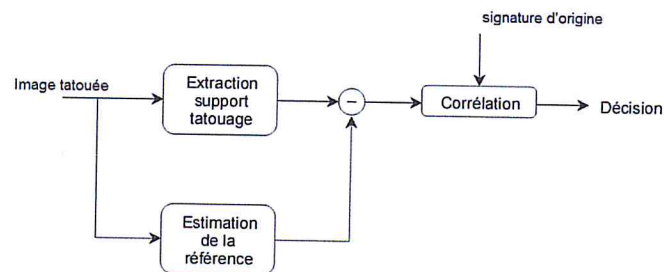 signature d'origine
Image tatouée
Extraction
support
tatouage
−
Corrélation
Décision
Estimation
de la
référence